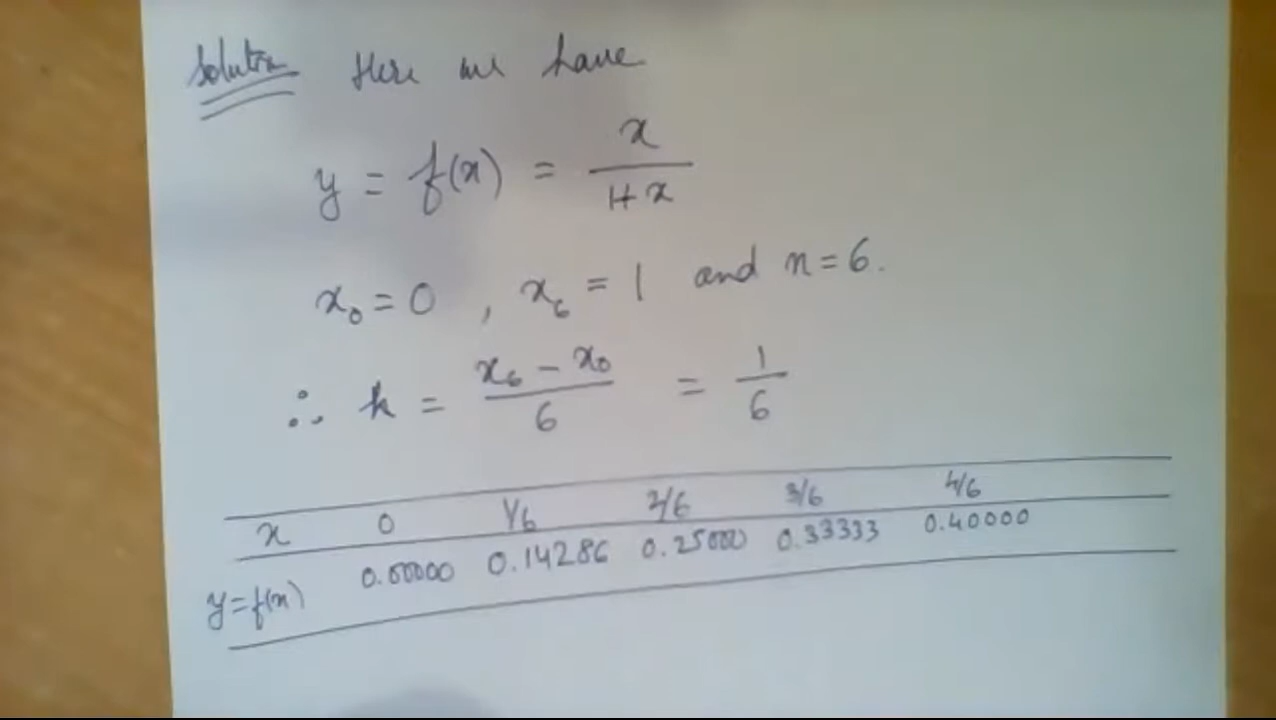 Solution Here we have
y = f(x) = x / 1+x
x₀ = 0 , x₆ = 1 and n = 6.
∴ h = x₆ − x₀ / 6 = 1 / 6
x 0 1/6 2/6 3/6 4/6
y=f(x) 0.00000 0.14286 0.25000 0.33333 0.40000